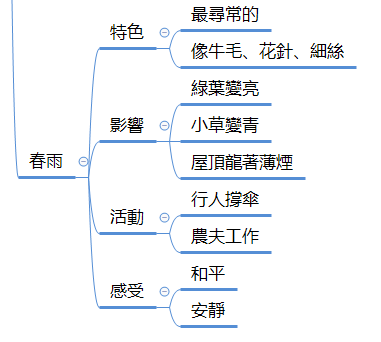 春雨
特色
最尋常的
像牛毛、花針、細絲
影響
綠葉變亮
小草變青
屋頂龍著薄煙
活動
行人撐傘
農夫工作
感受
和平
安靜